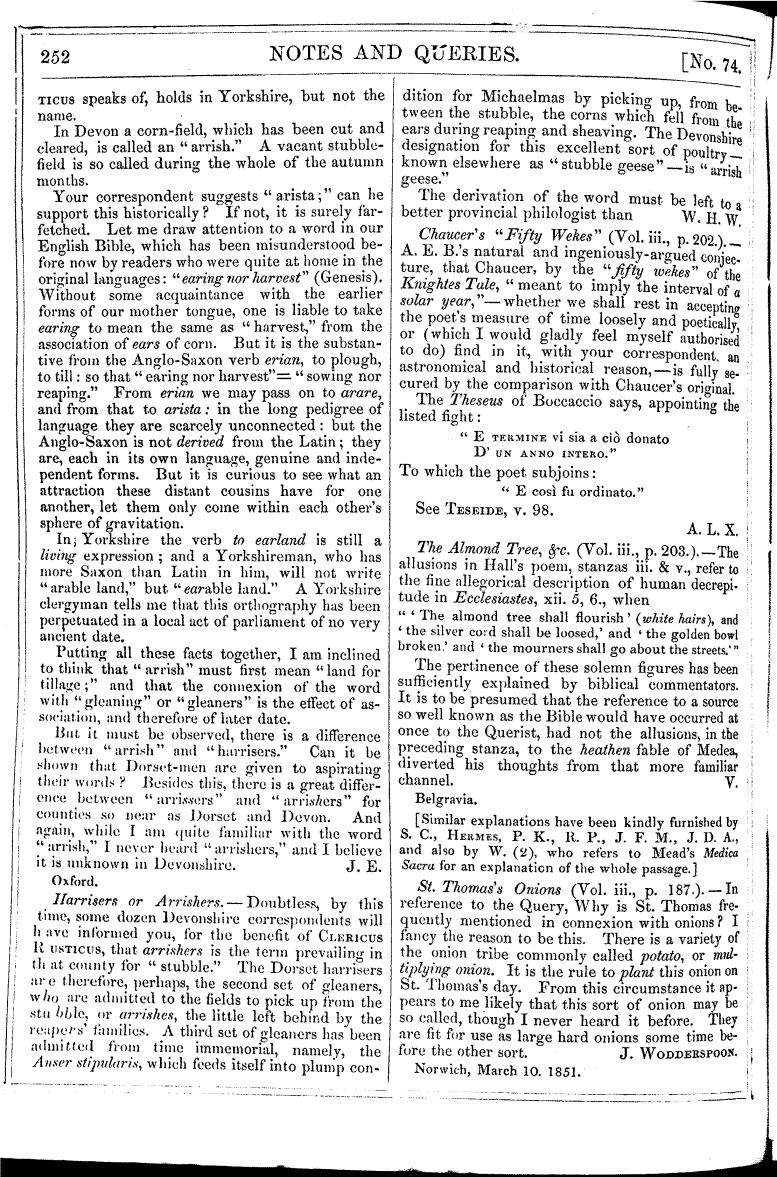 252 NOTES AND QUERIES. [No. 74.
TICUS speaks of, holds in Yorkshire, but not the
name.
In Devon a corn-field, which has been cut and
cleared, is called an "arrish." A vacant stubble-
field is so called during the whole of the autumn
months.
Your correspondent suggests "arista;" can he
support this historically? If not, it is surely far-
fetched. Let me draw attention to a word in our
English Bible, which has been misunderstood be-
fore now by readers who were quite at home in the
original languages: "earing nor harvest" (Genesis).
Without some acquaintance with the earlier
forms of our mother tongue, one is liable to take
earing to mean the same as "harvest," from the
association of ears of corn. But it is the substan-
tive from the Anglo-Saxon verb erian, to plough,
to till: so that "earing nor harvest"= "sowing nor
reaping." From erian we may pass on to arare,
and from that to arista: in the long pedigree of
language they are scarcely unconnected: but the
Anglo-Saxon is not derived from the Latin; they
are, each in its own language, genuine and inde-
pendent forms. But it is curious to see what an
attraction these distant cousins have for one
another, let them only come within each other's
sphere of gravitation.
In; Yorkshire the verb to earland is still a
living expression; and a Yorkshireman, who has
more Saxon than Latin in him, will not write
"arable land," but "earable land." A Yorkshire
clergyman tells me that this orthography has been
perpetuated in a local act of parliament of no very
ancient date.
Putting all these facts together, I am inclined
to think that "arrish" must first mean "land for
tillage;" and that the connexion of the word
with "gleaning" or "gleaners" is the effect of as-
sociation, and therefore of later date.
But it must be observed, there is a difference
between "arrish" and "harrisers." Can it be
shown that Dorset-men are given to aspirating
their words? Besides this, there is a great differ-
ence between "arrissers" and "arrishers" for
counties so near as Dorset and Devon. And
again, while I am quite familiar with the word
"arrish," I never heard "arrishers," and I believe
it is unknown in Devonshire. J. E.
Oxford.
Harrisers or Arrishers. — Doubtless, by this
time, some dozen Devonshire correspondents will
h ave informed you, for the benefit of CLERICUS
R USTICUS, that arrishers is the term prevailing in
th at county for "stubble." The Dorset harrisers
ar e therefore, perhaps, the second set of gleaners,
who are admitted to the fields to pick up from the
stu bble, or arrishes, the little left behind by the
reapers' families. A third set of gleaners has been
admitted from time immemorial, namely, the
Anser stipularis, which feeds itself into plump con-
dition for Michaelmas by picking up, from be-
tween the stubble, the corns which fell from the
ears during reaping and sheaving. The Devonshire
designation for this excellent sort of poultry—
known elsewhere as "stubble geese"—is "arrish
geese."
The derivation of the word must be left to a
better provincial philologist than W. H. W.
Chaucer's "Fifty Wekes" (Vol. iii., p. 202.).—
A. E. B.'s natural and ingeniously-argued conjec-
ture, that Chaucer, by the "fifty wekes" of the
Knightes Tale, "meant to imply the interval of a
solar year,"—whether we shall rest in accepting
the poet's measure of time loosely and poetically,
or (which I would gladly feel myself authorised
to do) find in it, with your correspondent, an
astronomical and historical reason,—is fully se-
cured by the comparison with Chaucer's original.
The Theseus of Boccaccio says, appointing the
listed fight:
"E TERMINE vi sia a ciò donato
D' UN ANNO INTERO."
To which the poet subjoins:
"E così fu ordinato."
See TESEIDE, v. 98.
A. L. X.
The Almond Tree, &c. (Vol. iii., p. 203.).—The
allusions in Hall's poem, stanzas iii. & v., refer to
the fine allegorical description of human decrepi-
tude in Ecclesiastes, xii. 5, 6., when
"'The almond tree shall flourish' (white hairs), and
'the silver cord shall be loosed,' and 'the golden bowl
broken.' and 'the mourners shall go about the streets.'"
The pertinence of these solemn figures has been
sufficiently explained by biblical commentators.
It is to be presumed that the reference to a source
so well known as the Bible would have occurred at
once to the Querist, had not the allusions, in the
preceding stanza, to the heathen fable of Medea,
diverted his thoughts from that more familiar
channel. V.
Belgravia.
[Similar explanations have been kindly furnished by
S. C., HERMES, P. K., R. P., J. F. M., J. D. A.,
and also by W. (2), who refers to Mead's Medica
Sacra for an explanation of the whole passage.]
St. Thomas's Onions (Vol. iii., p. 187.). — In
reference to the Query, Why is St. Thomas fre-
quently mentioned in connexion with onions? I
fancy the reason to be this. There is a variety of
the onion tribe commonly called potato, or mul-
tiplying onion. It is the rule to plant this onion on
St. Thomas's day. From this circumstance it ap-
pears to me likely that this sort of onion may be
so called, though I never heard it before. They
are fit for use as large hard onions some time be-
fore the other sort. J. WODDERSPOON.
Norwich, March 10. 1851.